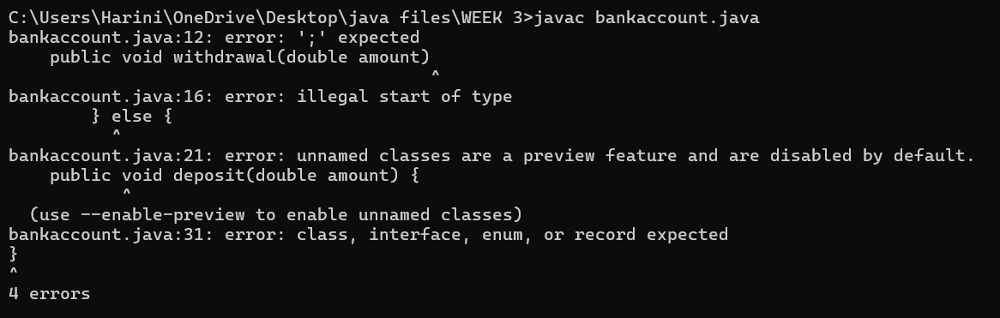 C:\Users\Harini\OneDrive\Desktop\java files\WEEK 3>javac bankaccount.java
bankaccount.java:12: error: ';' expected
    public void withdrawal(double amount)
                                         ^
bankaccount.java:16: error: illegal start of type
        } else {
          ^
bankaccount.java:21: error: unnamed classes are a preview feature and are disabled by default.
    public void deposit(double amount) {
           ^
  (use --enable-preview to enable unnamed classes)
bankaccount.java:31: error: class, interface, enum, or record expected
}
^
4 errors